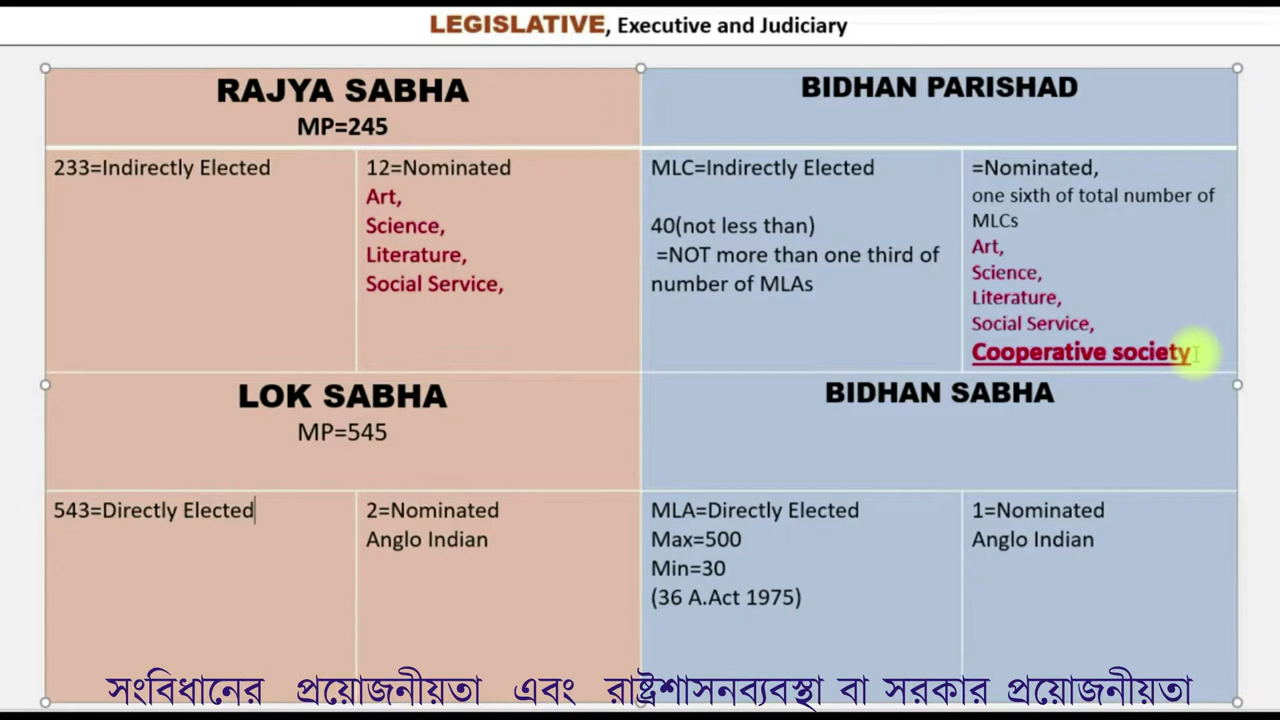 LEGISLATIVE, Executive and Judiciary
RAJYA SABHA
MP=245
233=Indirectly Elected
12=Nominated
Art,
Science,
Literature,
Social Service,
BIDHAN PARISHAD
MLC=Indirectly Elected
40(not less than)
=NOT more than one third of
number of MLAs
=Nominated,
one sixth of total number of
MLCs
Art,
Science,
Literature,
Social Service,
Cooperative society
LOK SABHA
MP=545
543=Directly Elected
2=Nominated
Anglo Indian
BIDHAN SABHA
MLA=Directly Elected
Max=500
Min=30
(36 A.Act 1975)
1=Nominated
Anglo Indian
সংবিধানের প্রয়োজনীয়তা এবং রাষ্ট্রশাসনব্যবস্থা বা সরকার প্রয়োজনীয়তা